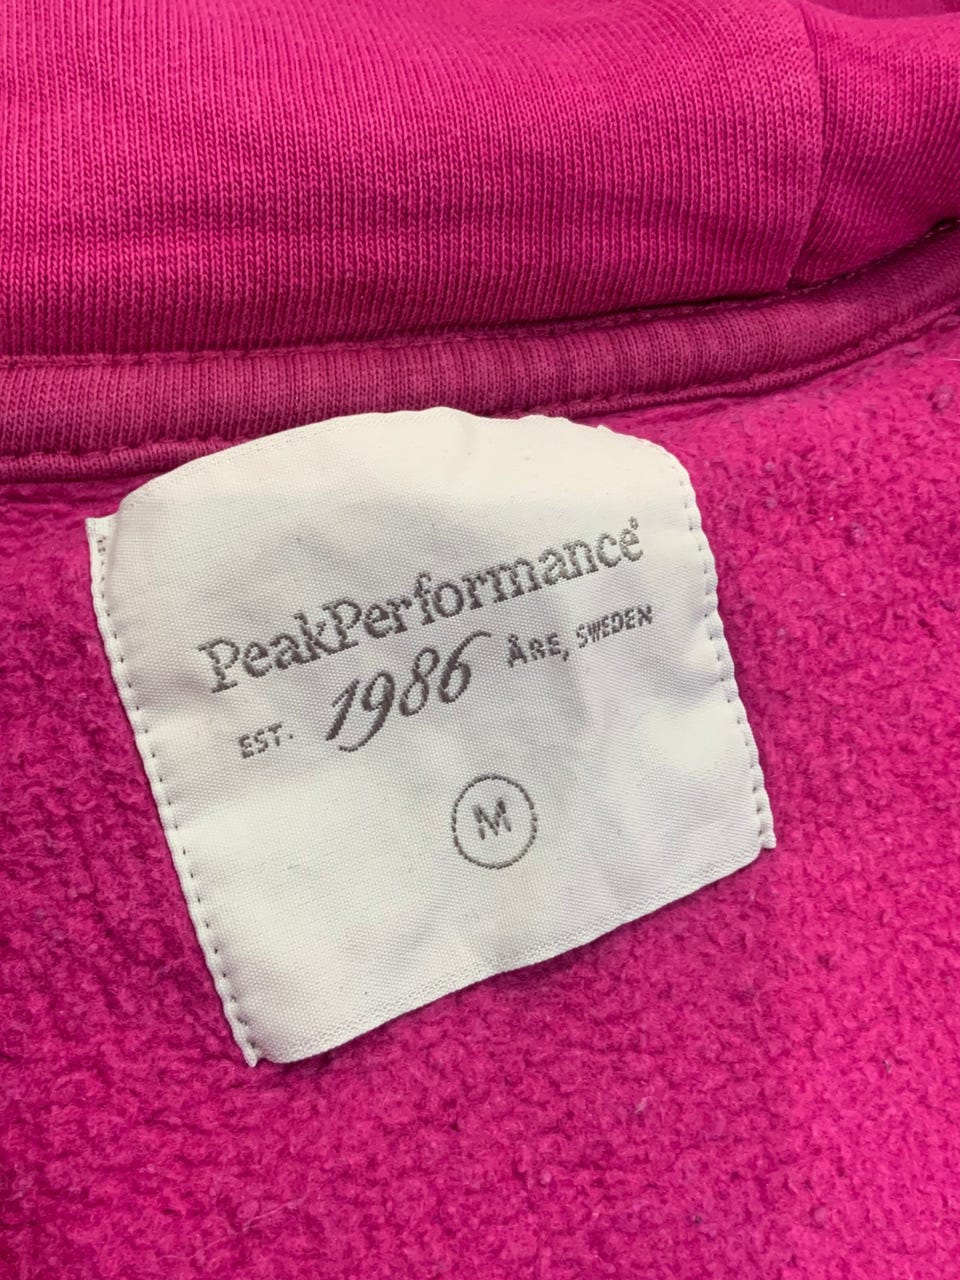 PeakPerformance®
EST. 1986 ÅRE, SWEDEN
M